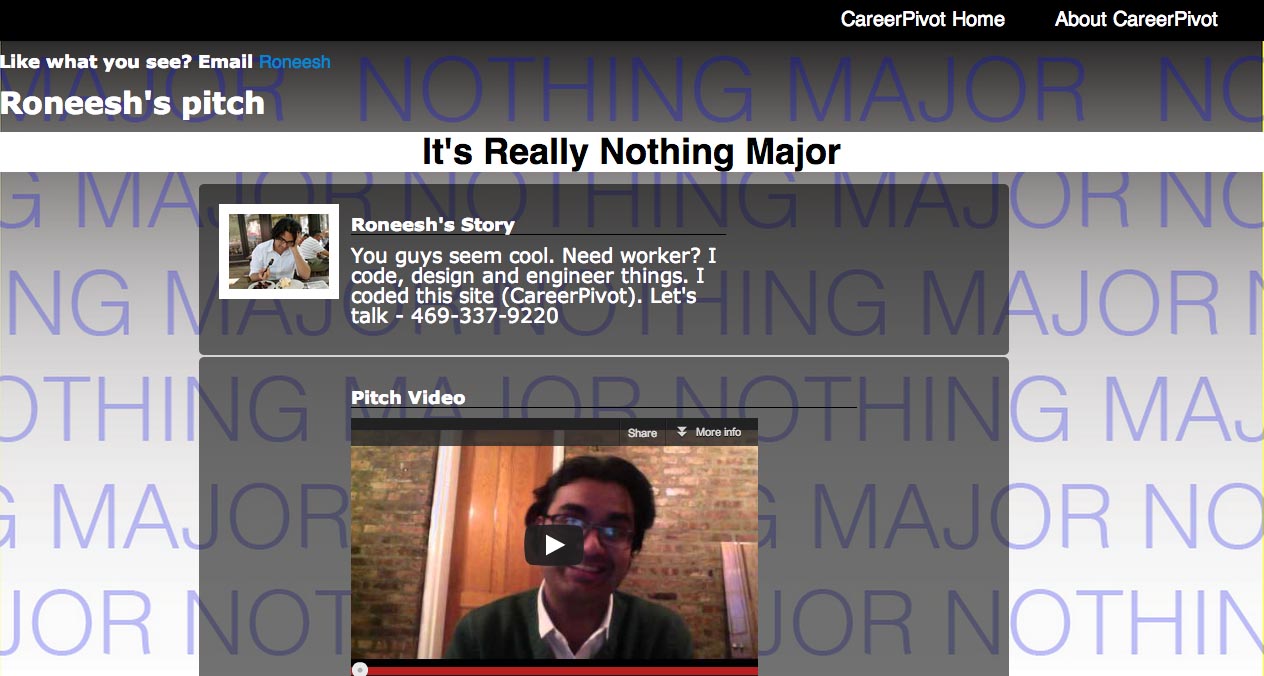 CareerPivot Home About CareerPivot
Like what you see? Email Roneesh
MAJOR NOTHING MAJOR NO
Roneesh's pitch
It's Really Nothing Major
G MAJOR NOTHING MAJOR N
Roneesh's Story
You guys seem cool. Need worker? I
code, design and engineer things. I
coded this site (CareerPivot). Let's
talk - 469-337-9220
NG MAJOR NOTHING MAJOR
OTHING MAJOR NOTHING MAJ
Pitch Video
Share More info
G MAJOR NOTHING MAJOR NO
JOR NOTHING MAJOR NOTHIN